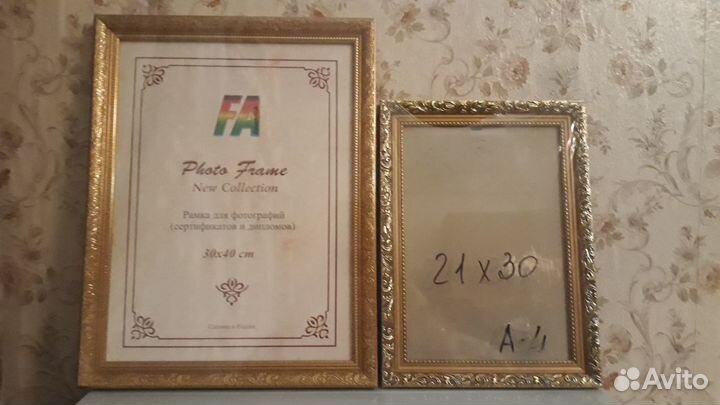 FA
Photo Frame
New Collection
Рамка для фотографий
(сертификатов и дипломов)
30x40 cm
21 x 30
A-4
Avito